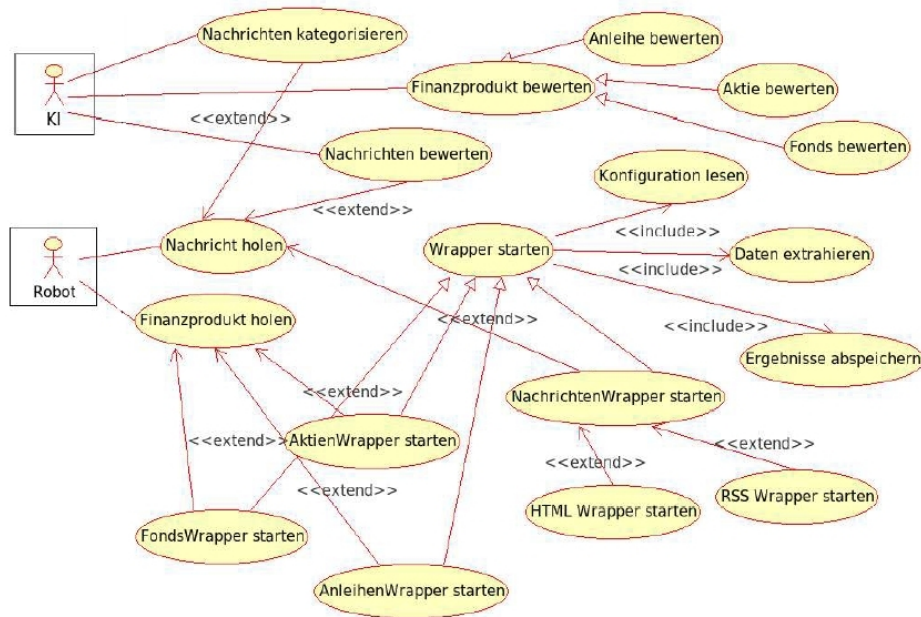 Nachrichten kategorisieren
Anleihe bewerten
Finanzprodukt bewerten
Aktie bewerten
KI
<<extend>>
Fonds bewerten
Nachrichten bewerten
Konfiguration lesen
<<extend>>
<<include>>
Nachricht holen
Wrapper starten
Daten extrahieren
<<include>>
Robot
Finanzprodukt holen
<<extend>>
<<include>>
Ergebnisse abspeichern
<<extend>>
NachrichtenWrapper starten
<<extend>>
AktienWrapper starten
<<extend>>
<<extend>>
<<extend>>
RSS Wrapper starten
HTML Wrapper starten
FondsWrapper starten
AnleihenWrapper starten